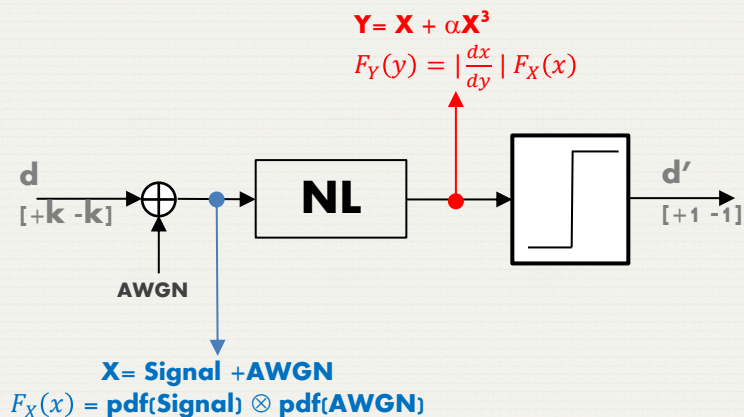 Y= X + αX³
F_Y(y) = |dx/dy| F_X(x)
d
[+k -k]
NL
d’
[+1 -1]
AWGN
X= Signal +AWGN
F_X(x) = pdf(Signal) ⊗ pdf(AWGN)